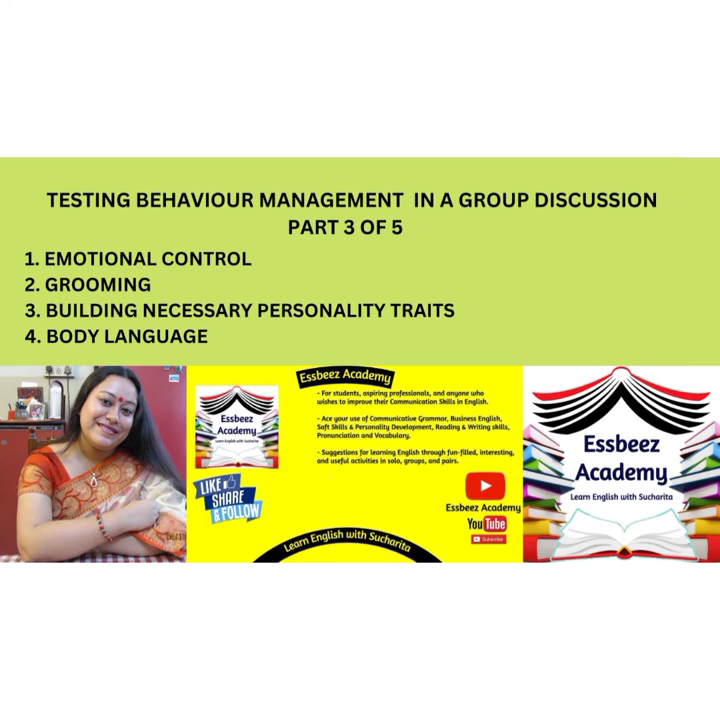 TESTING BEHAVIOUR MANAGEMENT IN A GROUP DISCUSSION
PART 3 OF 5
1. EMOTIONAL CONTROL
2. GROOMING
3. BUILDING NECESSARY PERSONALITY TRAITS
4. BODY LANGUAGE
Essbeez Academy
- For students, aspiring professionals, and anyone who
wishes to improve their Communication Skills in English.
- Ace your use of Communicative Grammar, Business English,
Soft Skills & Personality Development, Reading & Writing skills,
Pronunciation and Vocabulary.
- Suggestions for learning English through fun-filled, interesting,
and useful activities in solo, groups, and pairs.
Essbeez
Academy
Learn English with Sucharita
LIKE
SHARE
& FOLLOW
Essbeez Academy
YouTube
Subscribe
Learn English with Sucharita
Essbeez
Academy
Learn English with Sucharita